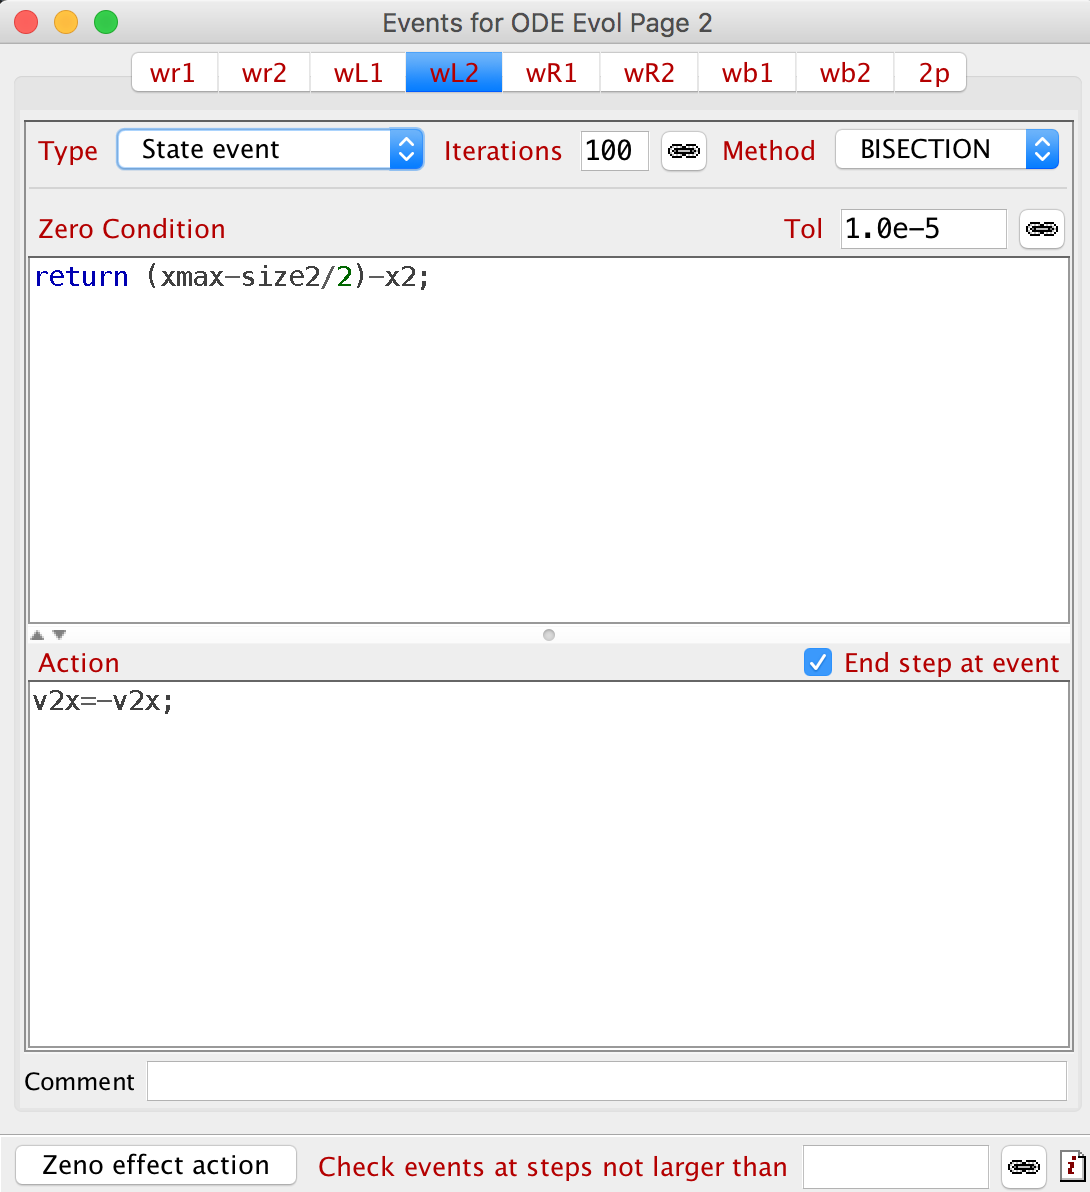 Events for ODE Evol Page 2
wr1 wr2 wL1 wL2 wR1 wR2 wb1 wb2 2p
Type State event Iterations 100 Method BISECTION
Zero Condition Tol 1.0e-5
return (xmax-size2/2)-x2;
Action End step at event
v2x=-v2x;
Comment
Zeno effect action Check events at steps not larger than i